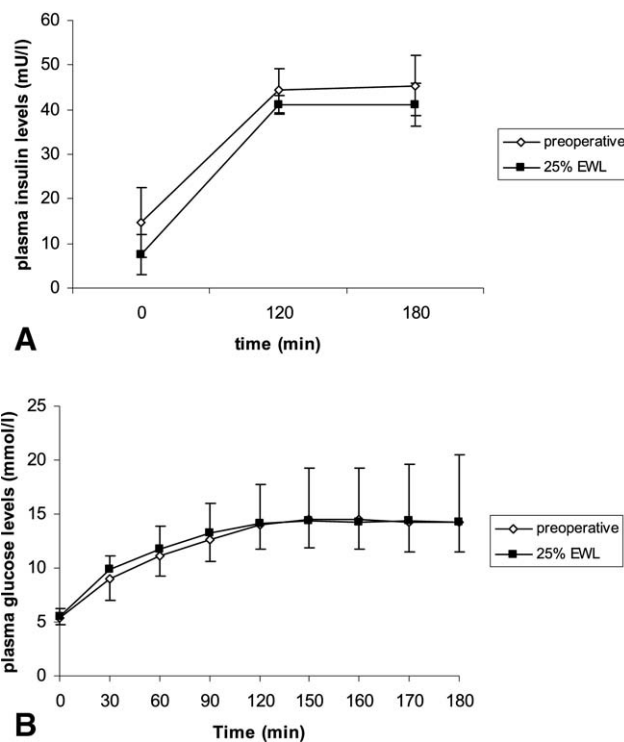 60
50
40
30
20
10
0
plasma insulin levels (mU/l)
0 120 180
time (min)
preoperative
25% EWL
A
25
20
15
10
5
0
plasma glucose levels (mmol/l)
0 30 60 90 120 150 160 170 180
Time (min)
preoperative
25% EWL
B